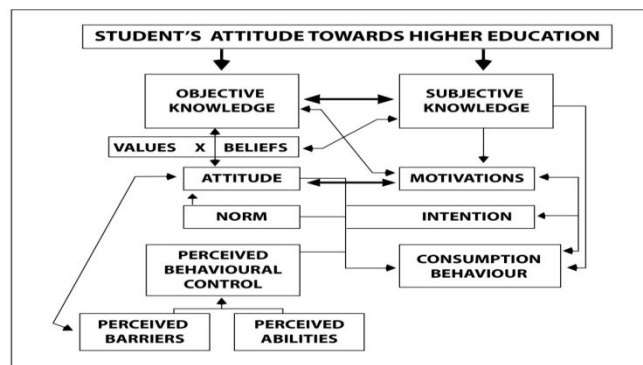 STUDENT'S ATTITUDE TOWARDS HIGHER EDUCATION
OBJECTIVE
KNOWLEDGE
SUBJECTIVE
KNOWLEDGE
VALUES X BELIEFS
ATTITUDE
MOTIVATIONS
NORM
INTENTION
PERCEIVED
BEHAVIOURAL
CONTROL
CONSUMPTION
BEHAVIOUR
PERCEIVED
BARRIERS
PERCEIVED
ABILITIES